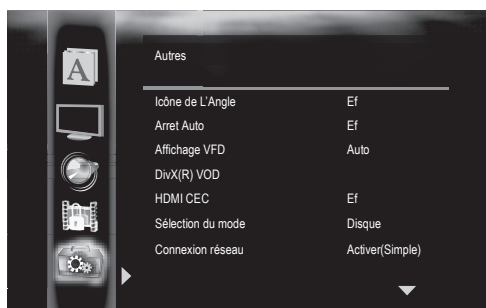 A
Autres
Icône de L'Angle Ef
Arret Auto Ef
Affichage VFD Auto
DivX(R) VOD
HDMI CEC Ef
Sélection du mode Disque
Connexion réseau Activer(Simple)